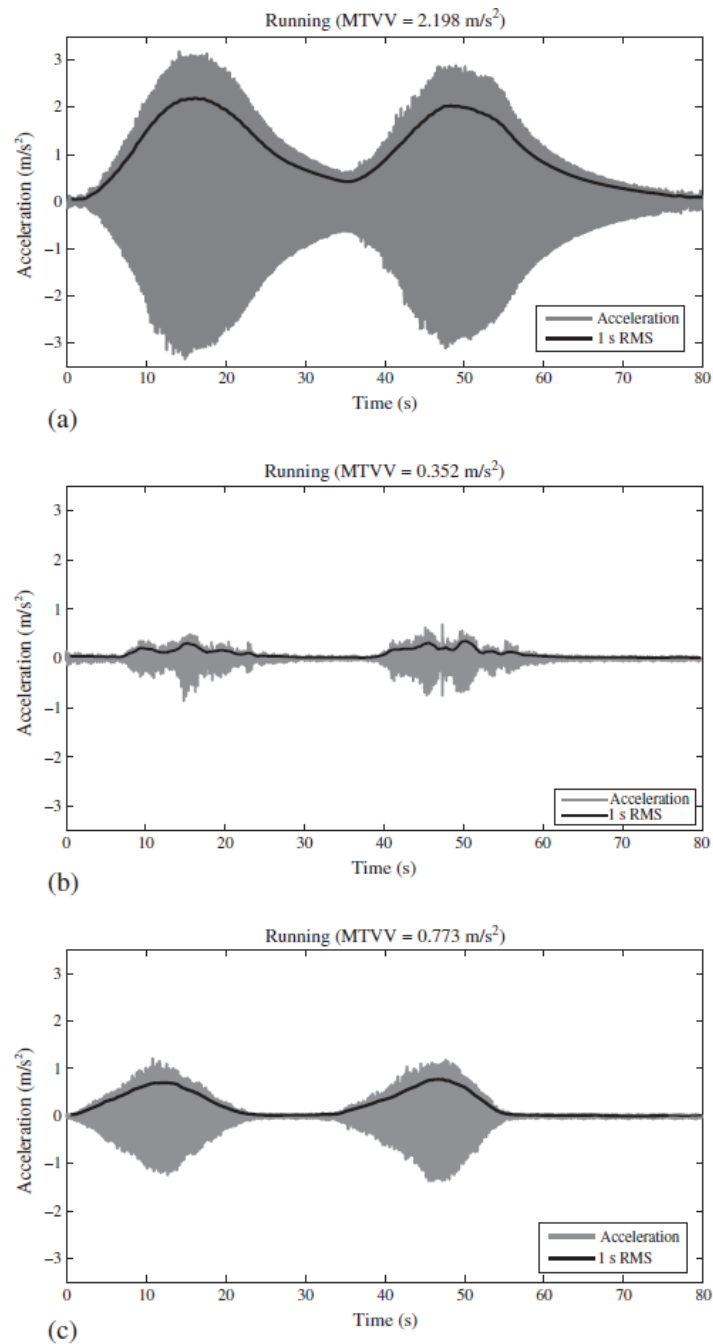 Running (MTVV = 2.198 m/s²)
3
2
1
0
-1
-2
-3
Acceleration (m/s²)
Acceleration
1 s RMS
0 10 20 30 40 50 60 70 80
Time (s)
(a)
Running (MTVV = 0.352 m/s²)
3
2
1
0
-1
-2
-3
Acceleration (m/s²)
Acceleration
1 s RMS
0 10 20 30 40 50 60 70 80
Time (s)
(b)
Running (MTVV = 0.773 m/s²)
3
2
1
0
-1
-2
-3
Acceleration (m/s²)
Acceleration
1 s RMS
0 10 20 30 40 50 60 70 80
Time (s)
(c)